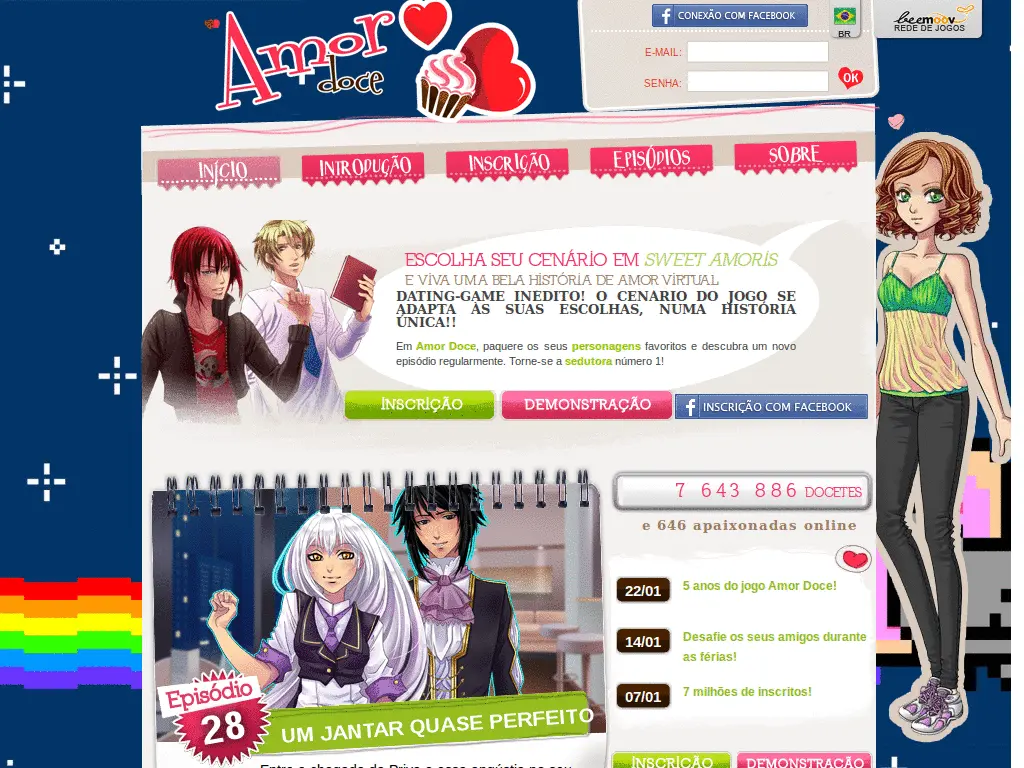 Amor
doce
CONEXÃO COM FACEBOOK
BR
beemoov
REDE DE JOGOS
E-MAIL:
SENHA:
OK
INÍCIO
INTRODUÇÃO
INSCRIÇÃO
EPISÓDIOS
SOBRE
ESCOLHA SEU CENÁRIO EM SWEET AMORIS
E VIVA UMA BELA HISTÓRIA DE AMOR VIRTUAL
DATING-GAME INEDITO! O CENARIO DO JOGO SE
ADAPTA ÀS SUAS ESCOLHAS, NUMA HISTÓRIA
ÚNICA!!
Em Amor Doce, paquere os seus personagens favoritos e descubra um novo
episódio regularmente. Torne-se a sedutora número 1!
INSCRIÇÃO
DEMONSTRAÇÃO
INSCRIÇÃO COM FACEBOOK
7 643 886 DOCETES
e 646 apaixonadas online
22/01 5 anos do jogo Amor Doce!
14/01 Desafie os seus amigos durante
as férias!
07/01 7 milhões de inscritos!
Episódio
28
UM JANTAR QUASE PERFEITO
INSCRIÇÃO
DEMONSTRAÇÃO